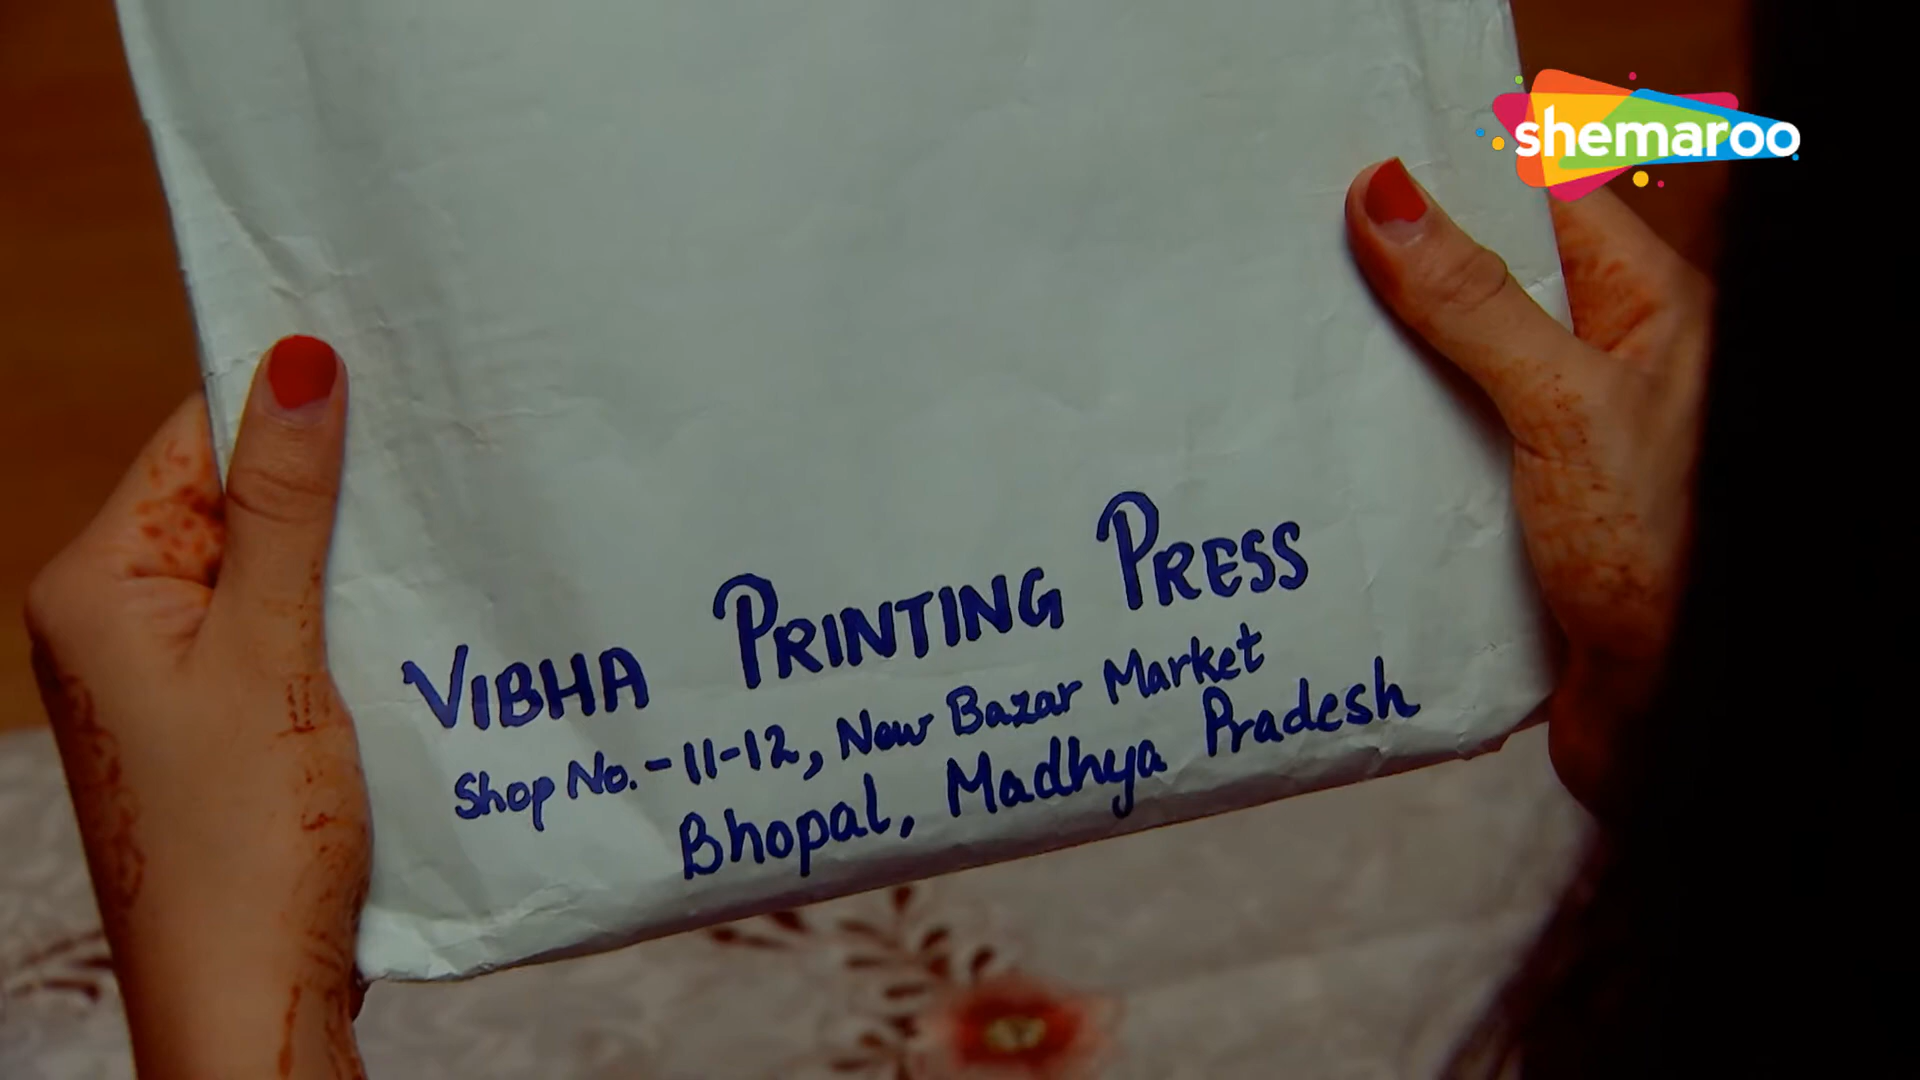 shemaroo
VIBHA PRINTING PRESS
Shop No.-11-12, New Bazar Market
Bhopal, Madhya Pradesh